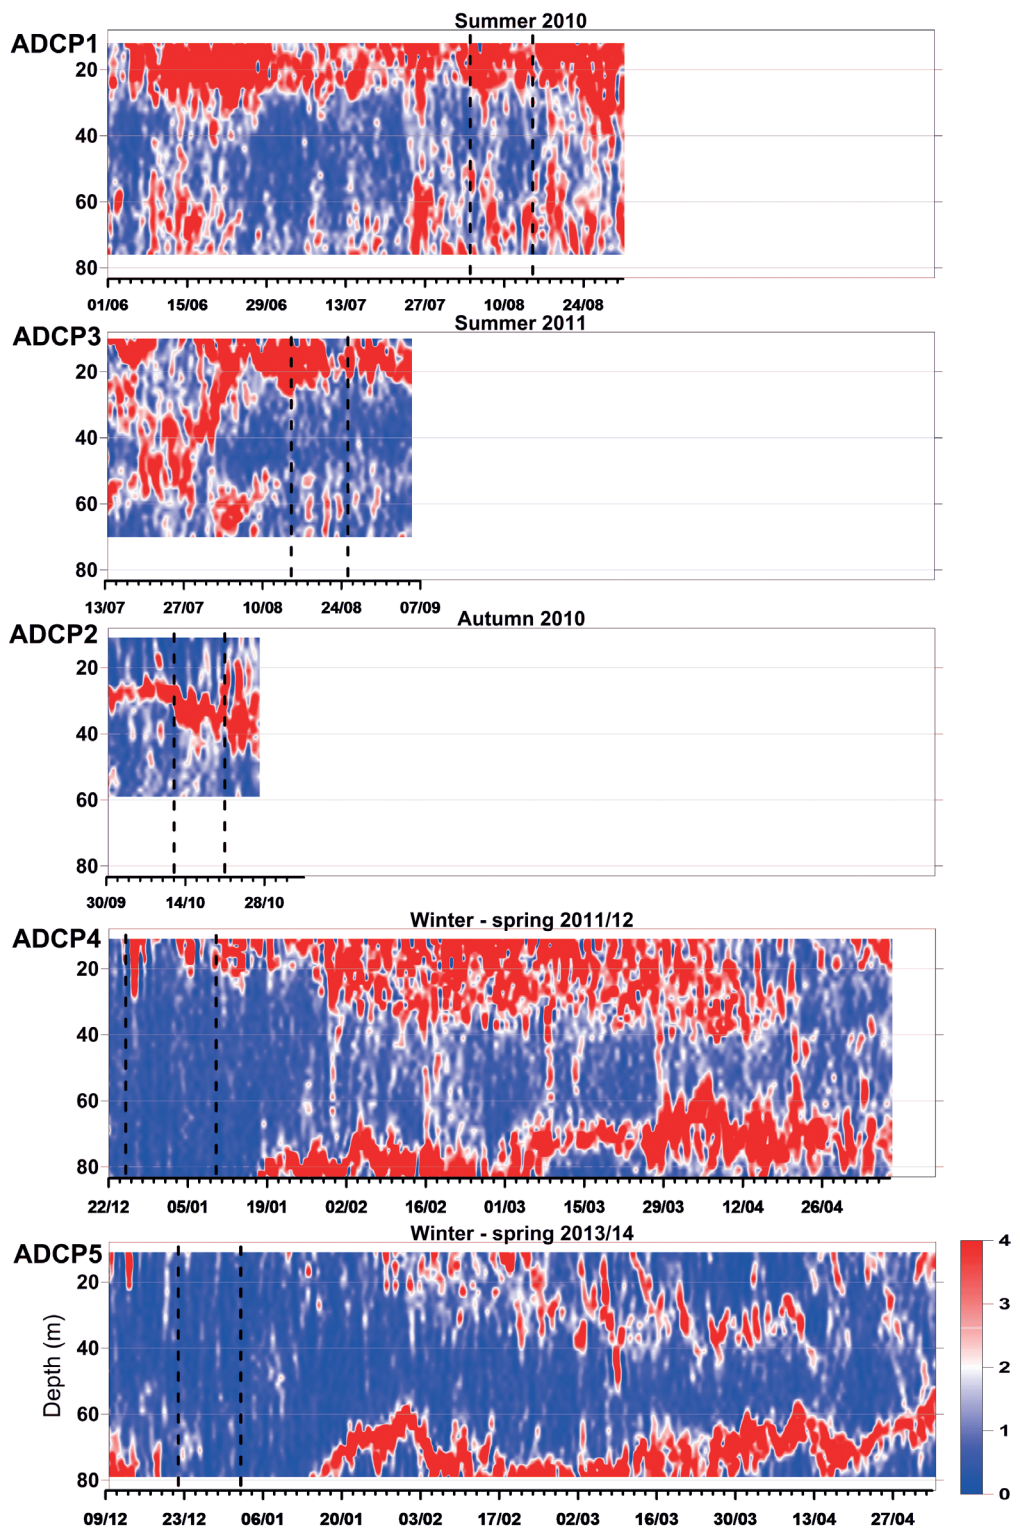 Summer 2010
ADCP1
20
40
60
80
01/06 15/06 29/06 13/07 27/07 10/08 24/08
Summer 2011
ADCP3
20
40
60
80
13/07 27/07 10/08 24/08 07/09
Autumn 2010
ADCP2
20
40
60
80
30/09 14/10 28/10
Winter - spring 2011/12
ADCP4
20
40
60
80
22/12 05/01 19/01 02/02 16/02 01/03 15/03 29/03 12/04 26/04
Winter - spring 2013/14
ADCP5
20
40
60
80
Depth (m)
09/12 23/12 06/01 20/01 03/02 17/02 02/03 16/03 30/03 13/04 27/04
4
3
2
1
0